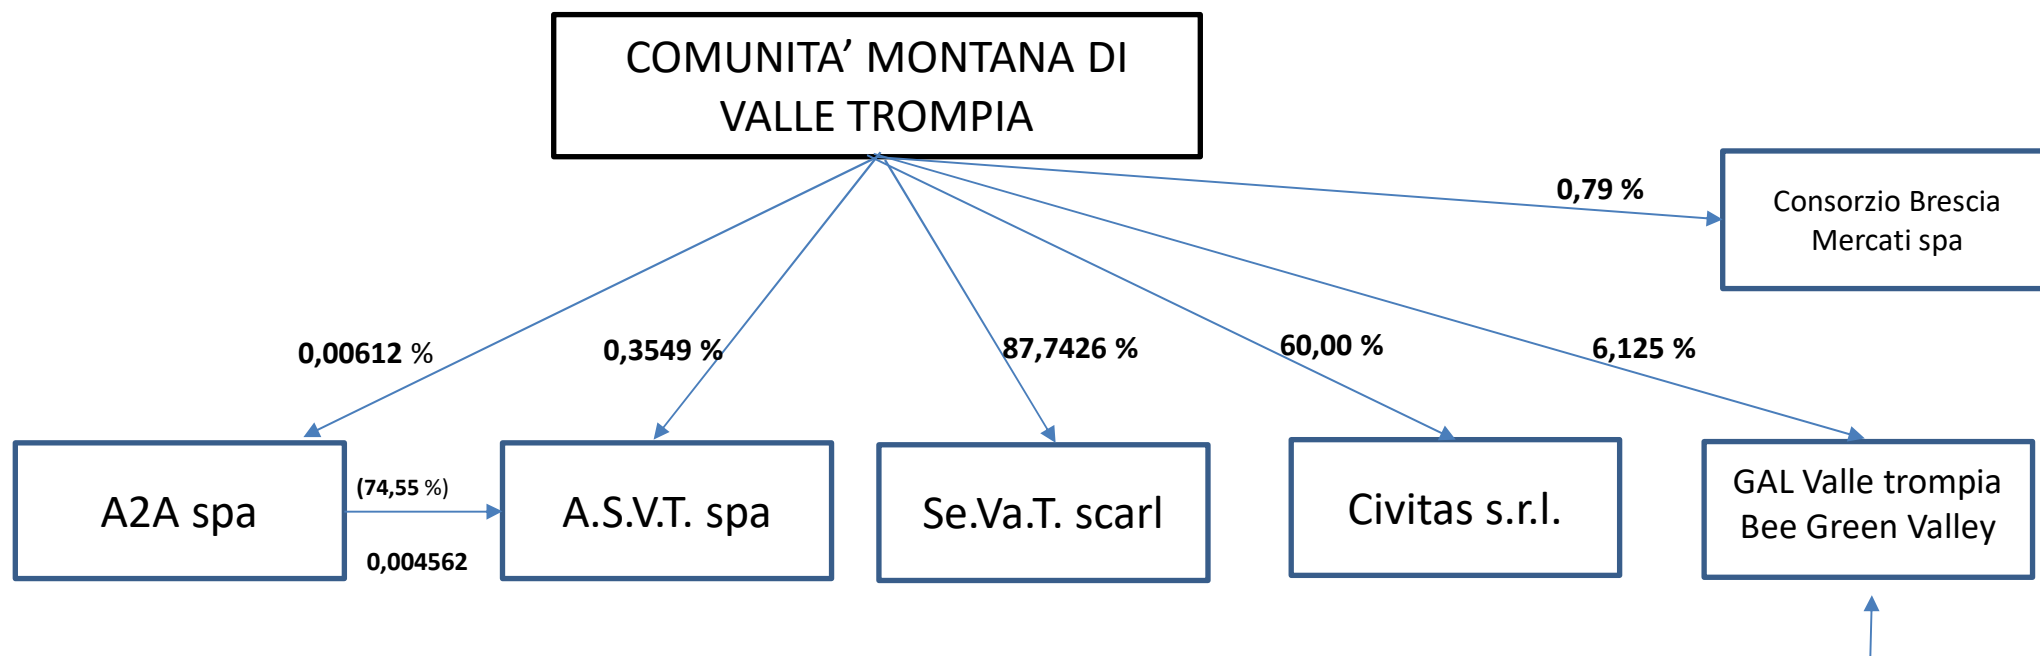 COMUNITA’ MONTANA DI
VALLE TROMPIA
0,79 %
Consorzio Brescia
Mercati spa
0,00612 %
0,3549 %
87,7426 %
60,00 %
6,125 %
A2A spa
(74,55 %)
0,004562
A.S.V.T. spa
Se.Va.T. scarl
Civitas s.r.l.
GAL Valle trompia
Bee Green Valley